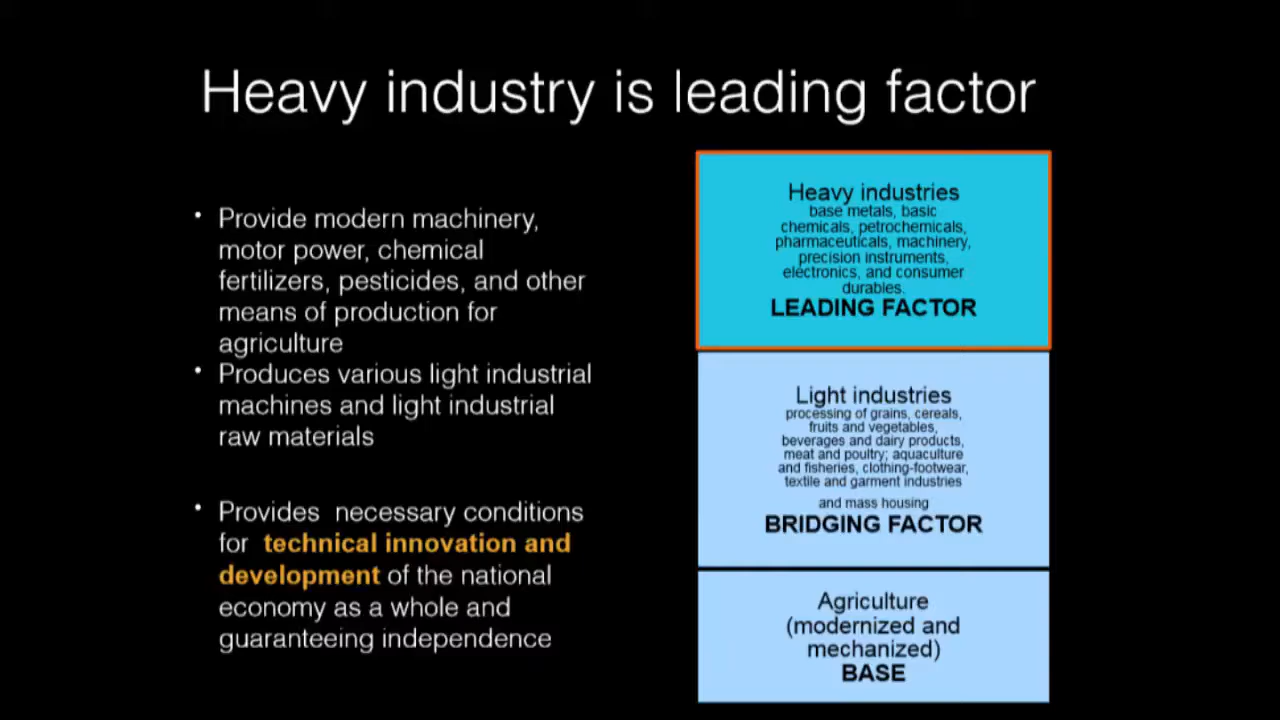 Heavy industry is leading factor
• Provide modern machinery,
motor power, chemical
fertilizers, pesticides, and other
means of production for
agriculture
• Produces various light industrial
machines and light industrial
raw materials
• Provides necessary conditions
for technical innovation and
development of the national
economy as a whole and
guaranteeing independence
Heavy industries
base metals, basic
chemicals, petrochemicals,
pharmaceuticals, machinery,
precision instruments,
electronics, and consumer
durables.
LEADING FACTOR
Light industries
processing of grains, cereals,
fruits and vegetables,
beverages and dairy products,
meat and poultry; aquaculture
and fisheries, clothing-footwear,
textile and garment industries
and mass housing
BRIDGING FACTOR
Agriculture
(modernized and
mechanized)
BASE